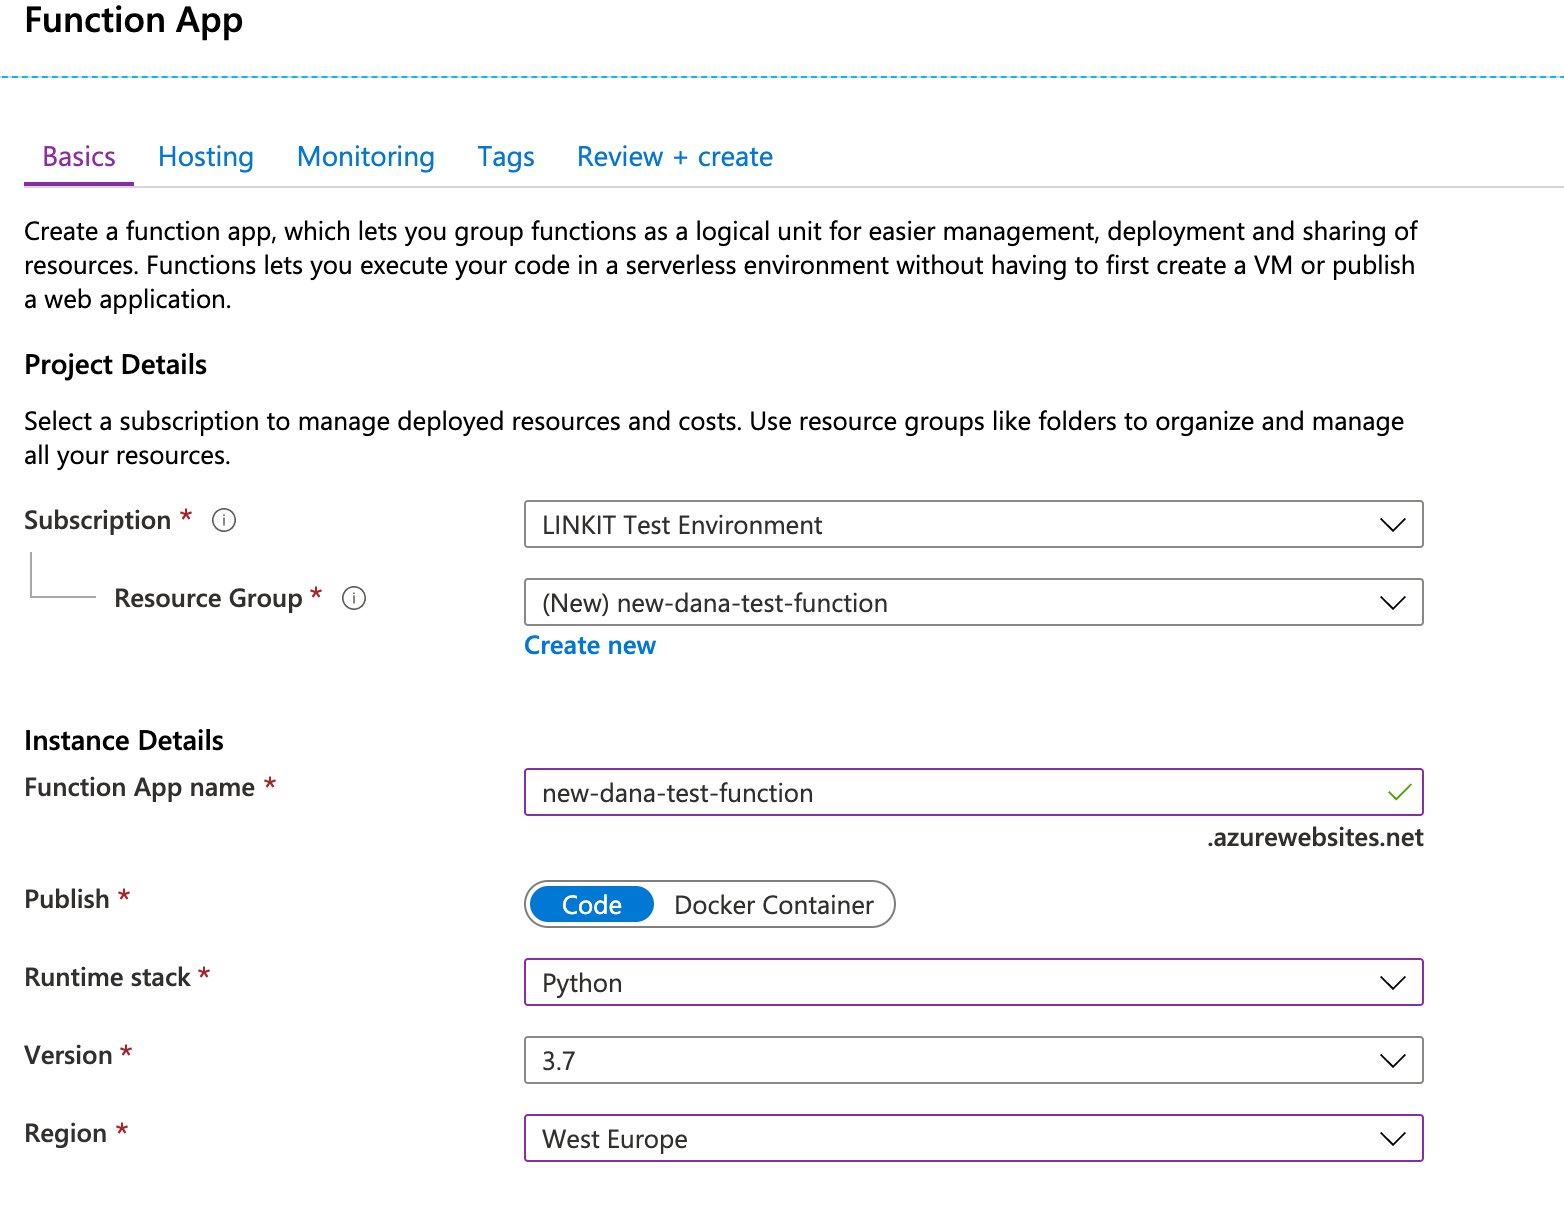 Function App
Basics Hosting Monitoring Tags Review + create
Create a function app, which lets you group functions as a logical unit for easier management, deployment and sharing of
resources. Functions lets you execute your code in a serverless environment without having to first create a VM or publish
a web application.
Project Details
Select a subscription to manage deployed resources and costs. Use resource groups like folders to organize and manage
all your resources.
Subscription * LINKIT Test Environment
Resource Group * (New) new-dana-test-function
Create new
Instance Details
Function App name * new-dana-test-function
.azurewebsites.net
Publish * Code Docker Container
Runtime stack * Python
Version * 3.7
Region * West Europe